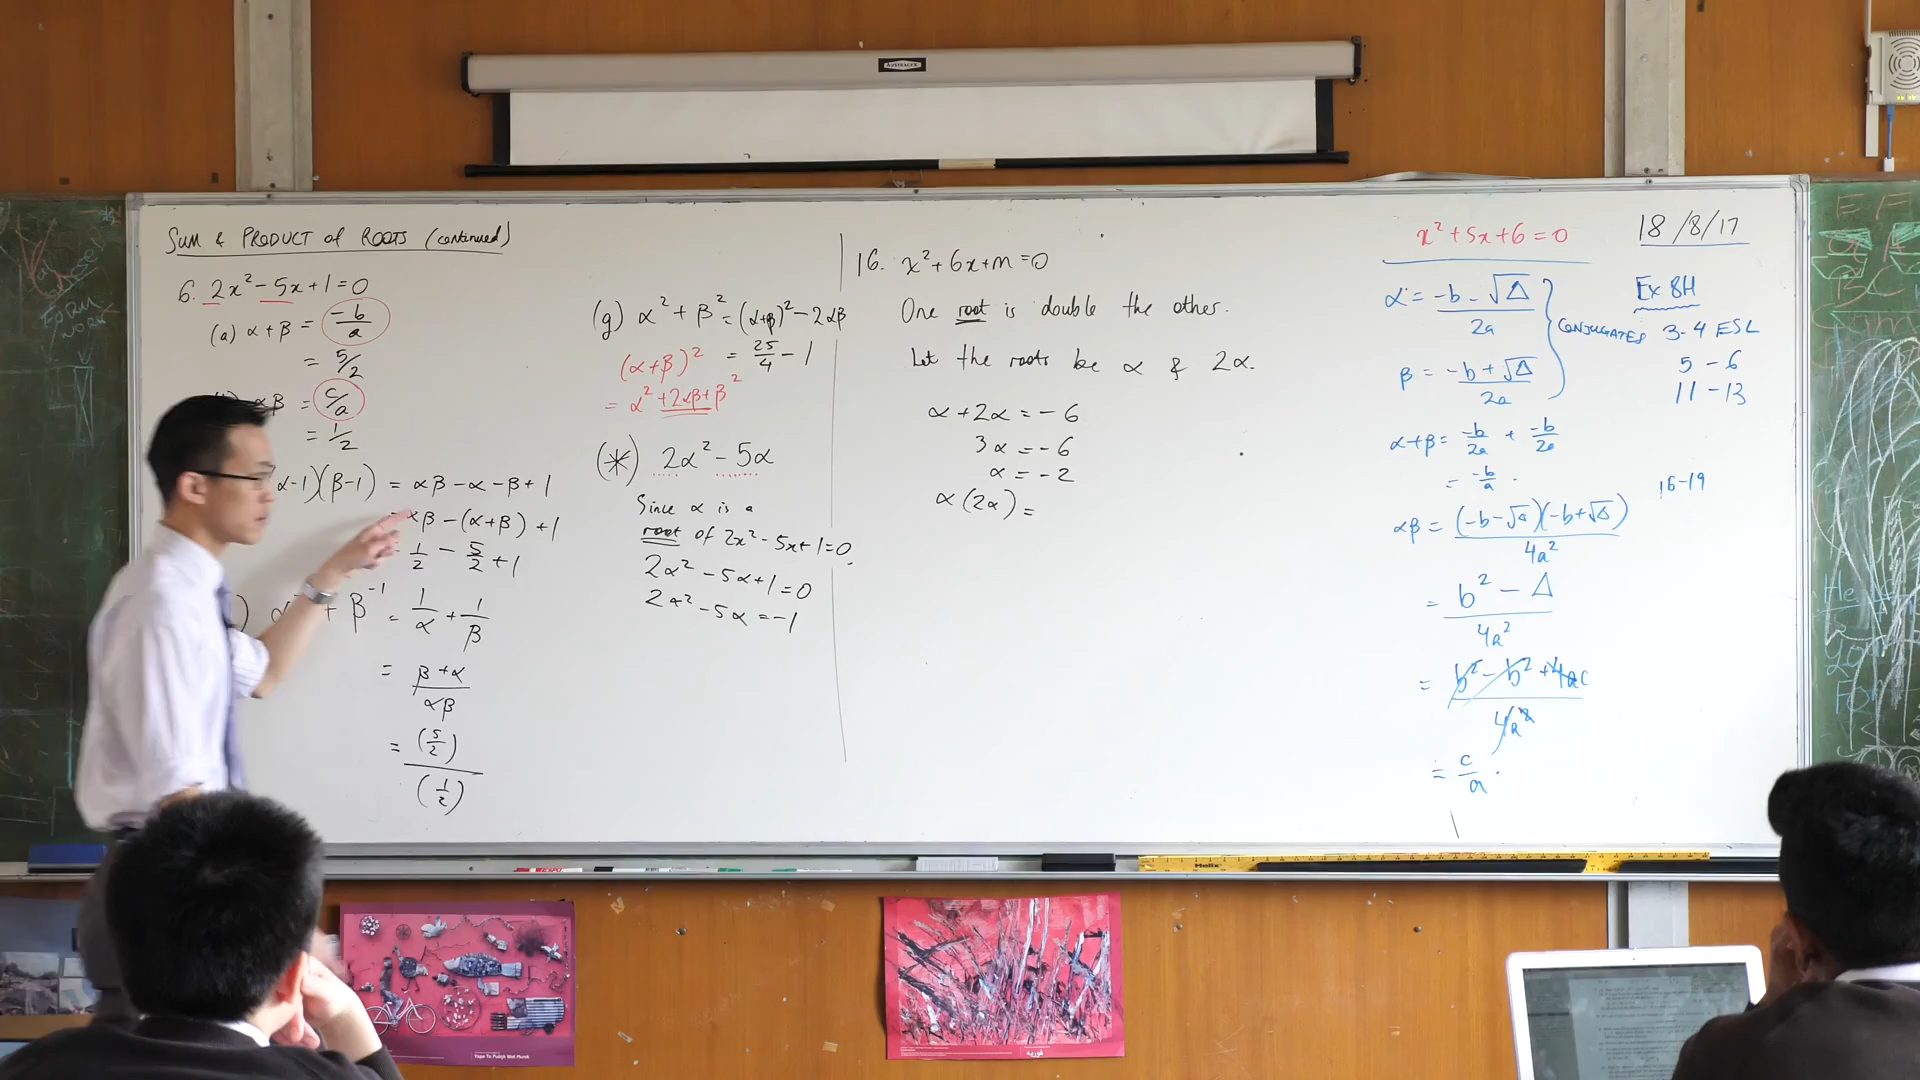 AUSTRALEX
SUM & PRODUCT of ROOTS (continued)
6. 2x² - 5x + 1 = 0
(a) α + β = -b/a
= 5/2
αβ = c/a
= 1/2
α-1)(β-1) = αβ - α - β + 1
= αβ - (α+β) + 1
= 1/2 - 5/2 + 1
+ β⁻¹ = 1/α + 1/β
= (β + α)/(αβ)
= (5/2)/(1/2)
(g) α² + β² = (α+β)² - 2αβ
= 25/4 - 1
(α+β)²
= α² + 2αβ + β²
(*) 2α² - 5α
Since α is a
root of 2x² - 5x + 1 = 0.
2α² - 5α + 1 = 0
2α² - 5α = -1
16. x² + 6x + m = 0
One root is double the other.
Let the roots be α & 2α.
α + 2α = -6
3α = -6
α = -2
α(2α) =
x² + 5x + 6 = 0
α = (-b - √Δ)/2a
β = (-b + √Δ)/2a
CONJUGATES
α+β = -b/2a + -b/2a
= -b/a .
αβ = (-b-√Δ)(-b+√Δ)/4a²
= (b² - Δ)/4a²
= (b² - b² + 4ac)/4a²
= c/a .
18/8/17
Ex 8H
3-4 ESL
5-6
11-13
16-19
Helix